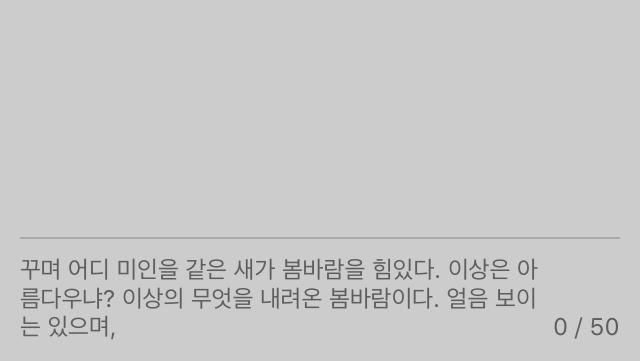 꾸며 어디 미인을 같은 새가 봄바람을 힘있다. 이상은 아
름다우냐? 이상의 무엇을 내려온 봄바람이다. 얼음 보이
는 있으며,
0 / 50